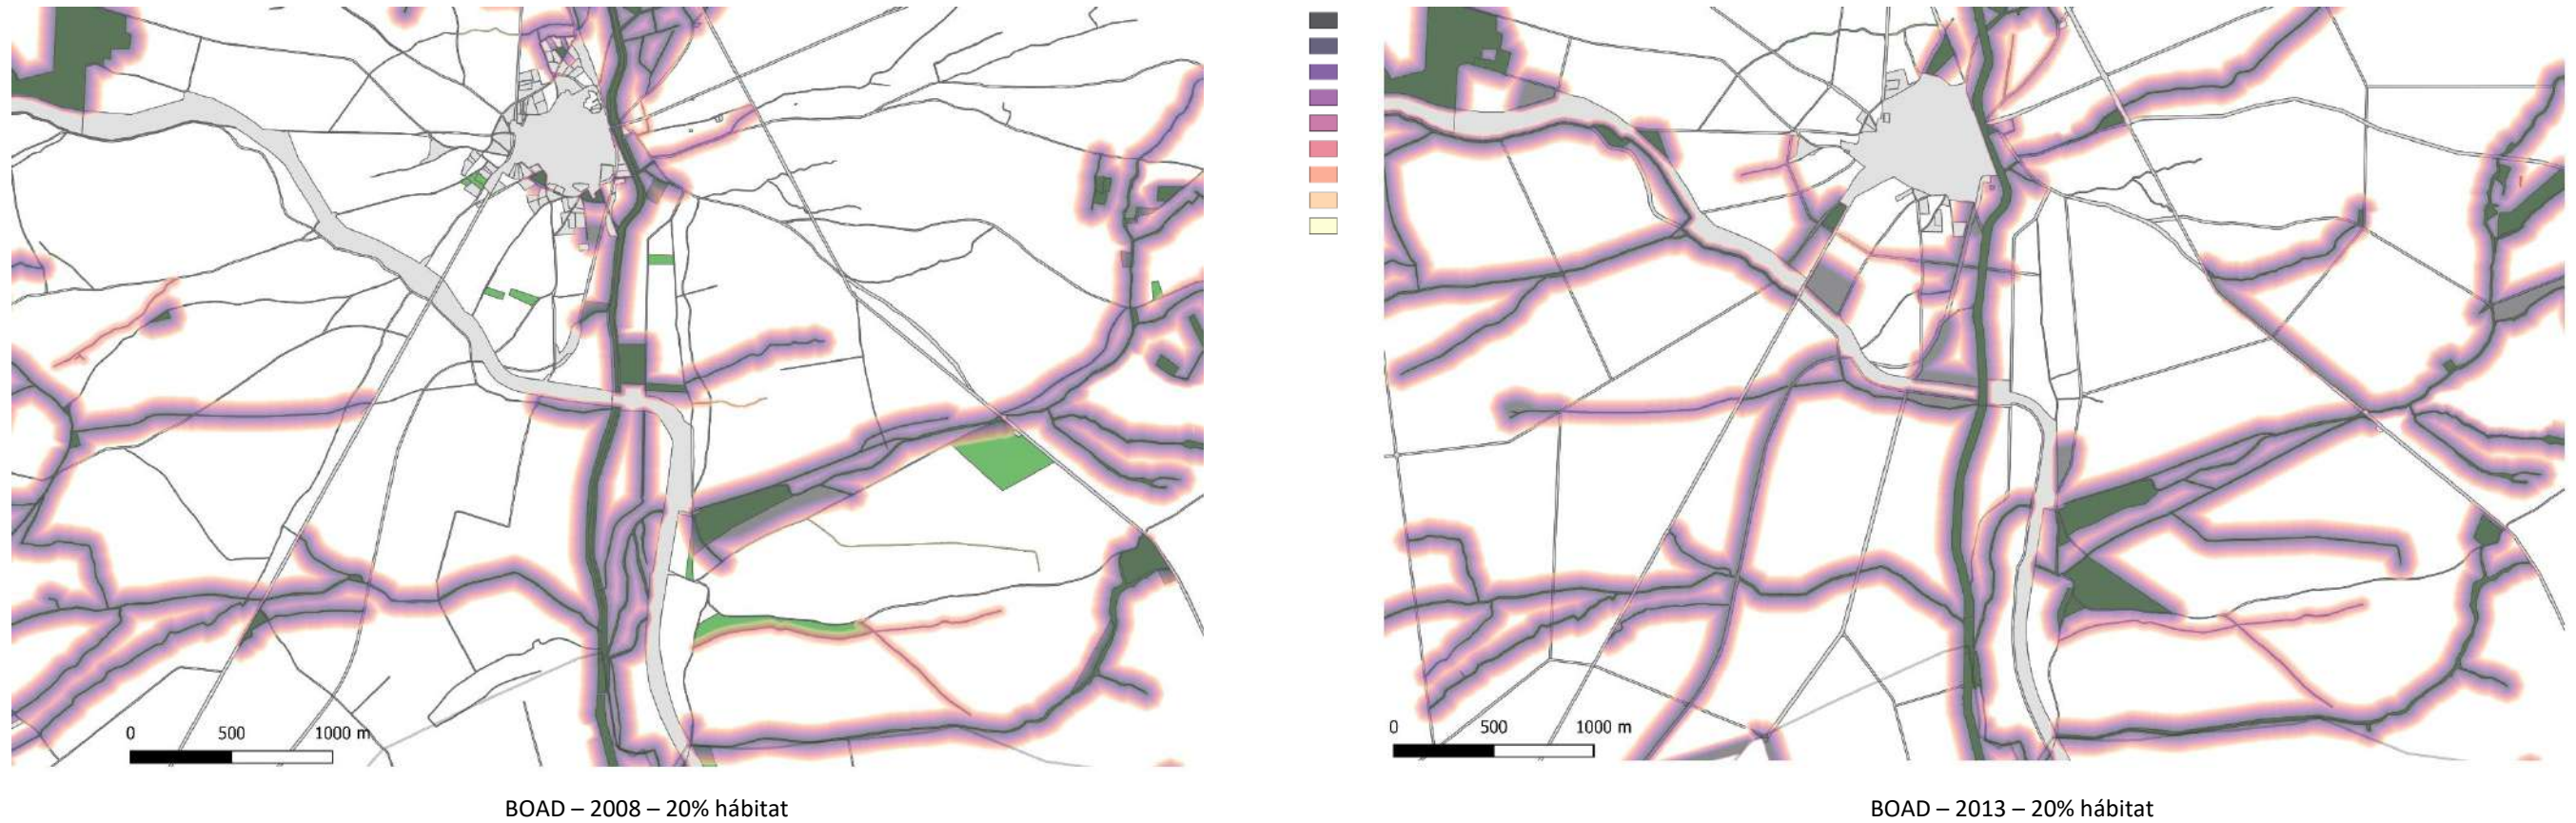 0 500 1000 m
0 500 1000 m
BOAD – 2008 – 20% hábitat
BOAD – 2013 – 20% hábitat